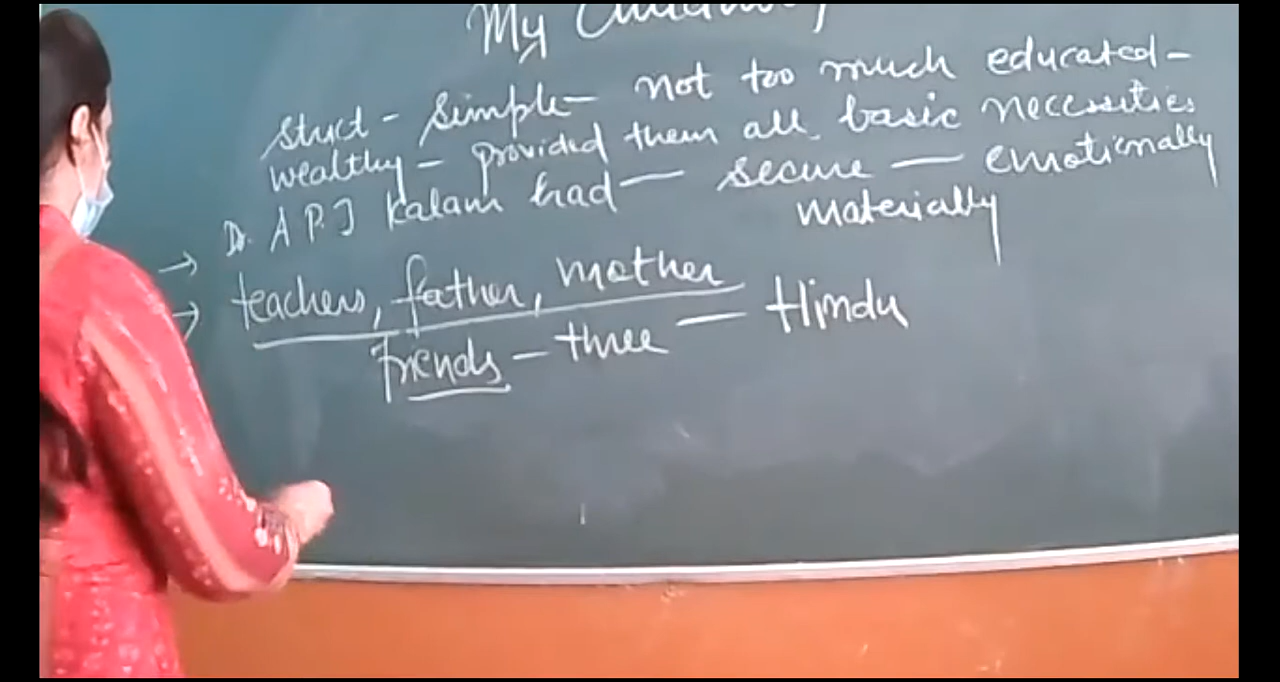 My Childhood
strict - simple - not too much educated -
wealthy - provided them all basic necessities
→ Dr. A P J Kalam had — secure — emotionally
materially
→ teachers, father, mother
friends - three — Hindu